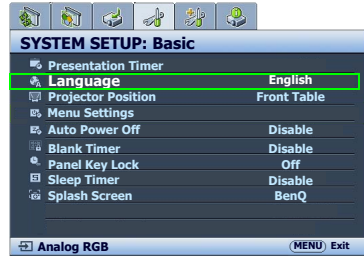 SYSTEM SETUP: Basic
Presentation Timer
Language English
Projector Position Front Table
Menu Settings
Auto Power Off Disable
Blank Timer Disable
Panel Key Lock Off
Sleep Timer Disable
Splash Screen BenQ
Analog RGB MENU Exit